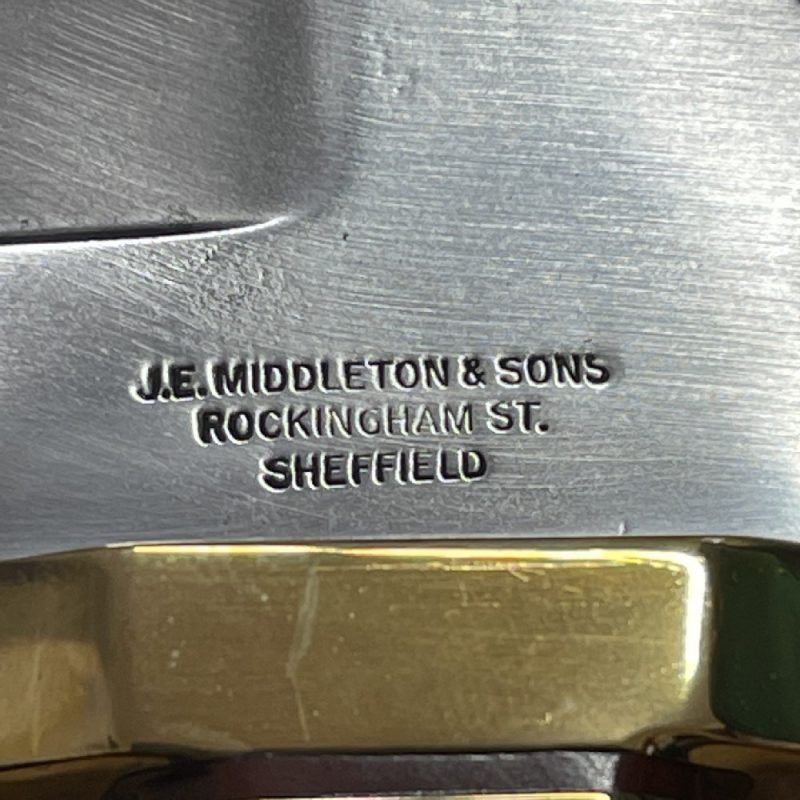 J.E. MIDDLETON & SONS
ROCKINGHAM ST.
SHEFFIELD